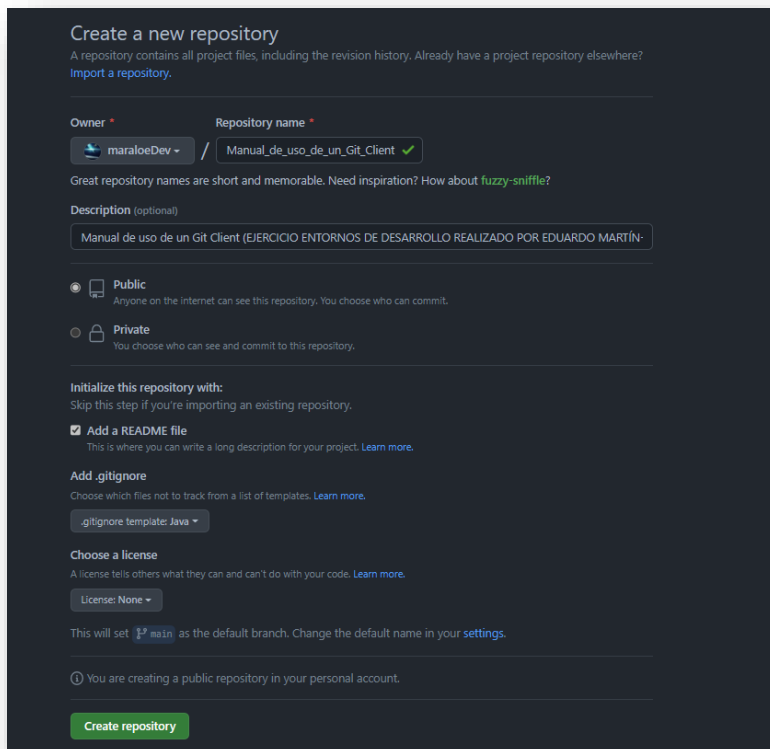 Create a new repository
A repository contains all project files, including the revision history. Already have a project repository elsewhere?
Import a repository.
Owner *
Repository name *
maraloeDev
/
Manual_de_uso_de_un_Git_Client
Great repository names are short and memorable. Need inspiration? How about fuzzy-sniffle?
Description (optional)
Manual de uso de un Git Client (EJERCICIO ENTORNOS DE DESARROLLO REALIZADO POR EDUARDO MARTÍN-
Public
Anyone on the internet can see this repository. You choose who can commit.
Private
You choose who can see and commit to this repository.
Initialize this repository with:
Skip this step if you're importing an existing repository.
Add a README file
This is where you can write a long description for your project. Learn more.
Add .gitignore
Choose which files not to track from a list of templates. Learn more.
.gitignore template: Java
Choose a license
A license tells others what they can and can't do with your code. Learn more.
License: None
This will set main as the default branch. Change the default name in your settings.
You are creating a public repository in your personal account.
Create repository